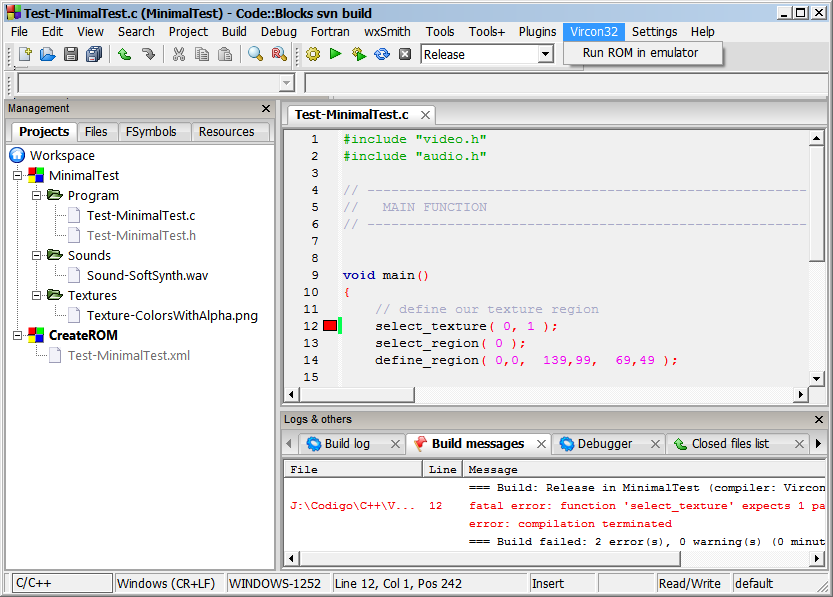 Test-MinimalTest.c (MinimalTest) - Code::Blocks svn build
File Edit View Search Project Build Debug Fortran wxSmith Tools Tools+ Plugins Vircon32 Settings Help
Run ROM in emulator
Release
Management
Projects Files FSymbols Resources
Workspace
MinimalTest
Program
Test-MinimalTest.c
Test-MinimalTest.h
Sounds
Sound-SoftSynth.wav
Textures
Texture-ColorsWithAlpha.png
CreateROM
Test-MinimalTest.xml
Test-MinimalTest.c
1 #include "video.h"
2 #include "audio.h"
3
4 // -------------------------------------------------
5 // MAIN FUNCTION
6 // -------------------------------------------------
7
8
9 void main()
10 {
11 // define our texture region
12 select_texture( 0, 1 );
13 select_region( 0 );
14 define_region( 0,0, 139,99, 69,49 );
15
Logs & others
Build log Build messages Debugger Closed files list
File Line Message
=== Build: Release in MinimalTest (compiler: Vircon
J:\Codigo\C++\V... 12 fatal error: function 'select_texture' expects 1 pa
error: compilation terminated
=== Build failed: 2 error(s), 0 warning(s) (0 minut
C/C++ Windows (CR+LF) WINDOWS-1252 Line 12, Col 1, Pos 242 Insert Read/Write default